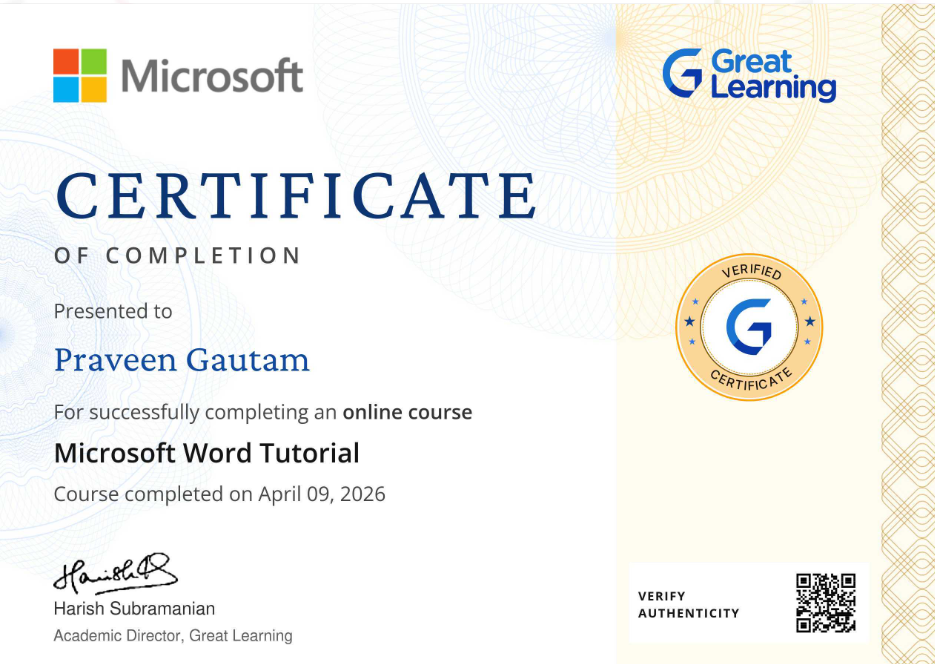 Microsoft
Great
Learning
CERTIFICATE
OF COMPLETION
Presented to
Praveen Gautam
For successfully completing an online course
Microsoft Word Tutorial
Course completed on April 09, 2026
VERIFIED
CERTIFICATE
HarishS
Harish Subramanian
Academic Director, Great Learning
VERIFY
AUTHENTICITY